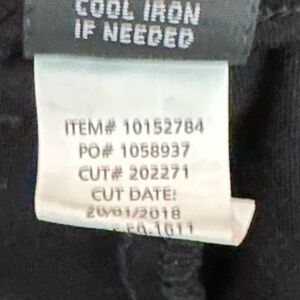 COOL IRON
IF NEEDED
ITEM# 10152784
PO# 1058937
CUT# 202271
CUT DATE:
20/01/2018